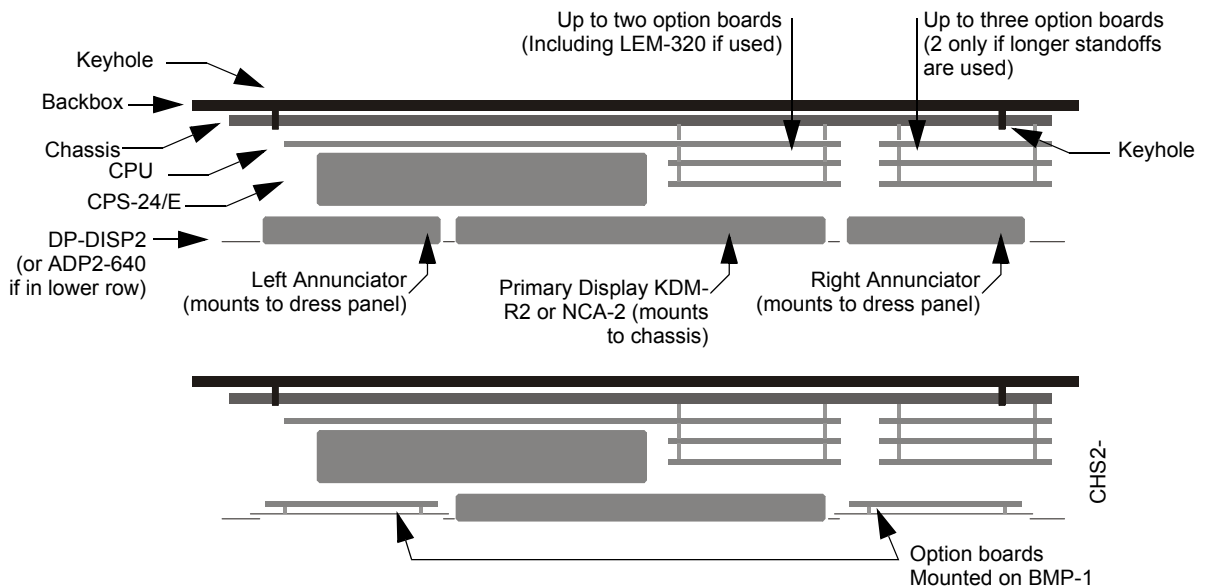 Up to two option boards
(Including LEM-320 if used)
Up to three option boards
(2 only if longer standoffs
are used)
Keyhole
Backbox
Chassis
CPU
CPS-24/E
Keyhole
DP-DISP2
(or ADP2-640
if in lower row)
Left Annunciator
(mounts to dress panel)
Primary Display KDM-
R2 or NCA-2 (mounts
to chassis)
Right Annunciator
(mounts to dress panel)
CHS2-
Option boards
Mounted on BMP-1